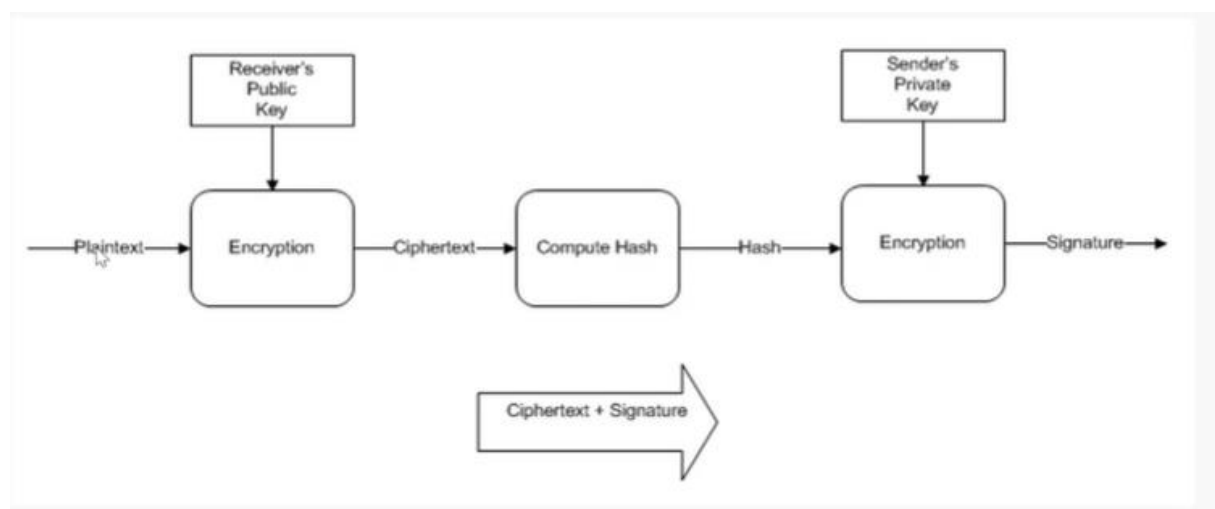 Receiver's
Public
Key
Sender's
Private
Key
Plaintext
Encryption
Ciphertext
Compute Hash
Hash
Encryption
Signature
Ciphertext + Signature